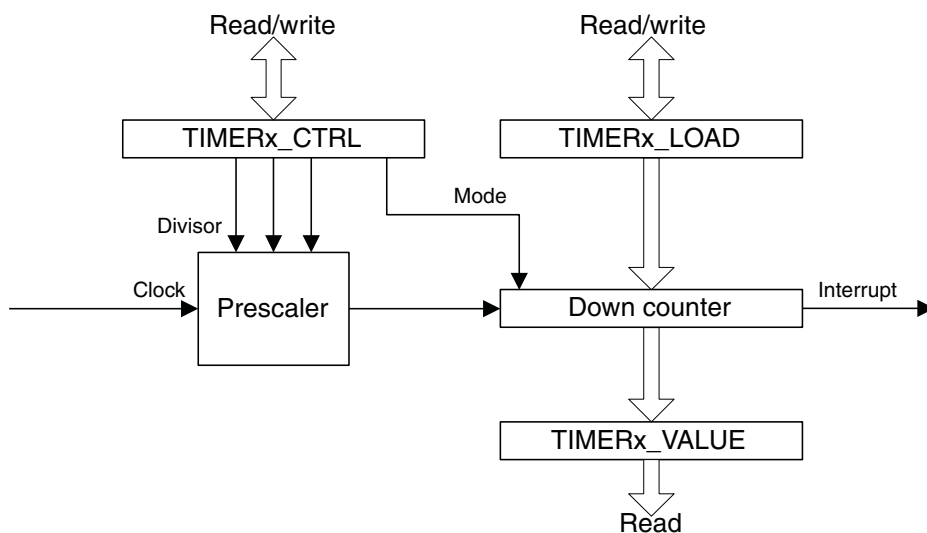 Read/write
Read/write
TIMERx_CTRL
TIMERx_LOAD
Mode
Divisor
Clock
Prescaler
Down counter
Interrupt
TIMERx_VALUE
Read